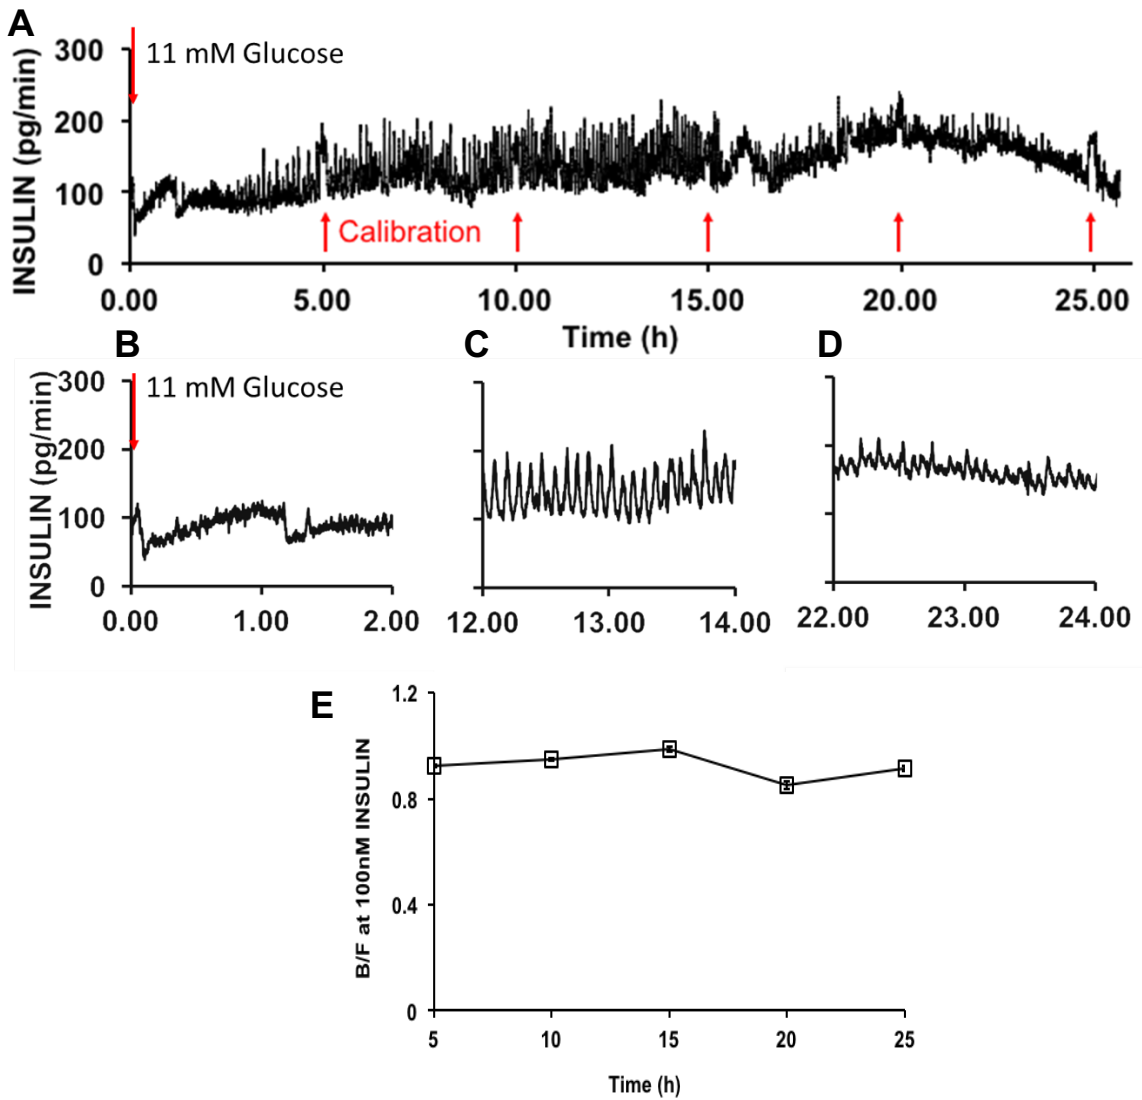 A
300
11 mM Glucose
INSULIN (pg/min)
200
100
Calibration
0
0.00 5.00 10.00 15.00 20.00 25.00
Time (h)
B
300
11 mM Glucose
INSULIN (pg/min)
200
100
0
0.00 1.00 2.00
C
12.00 13.00 14.00
D
22.00 23.00 24.00
E
1.2
B/F at 100nM INSULIN
0.8
0.4
0
5 10 15 20 25
Time (h)